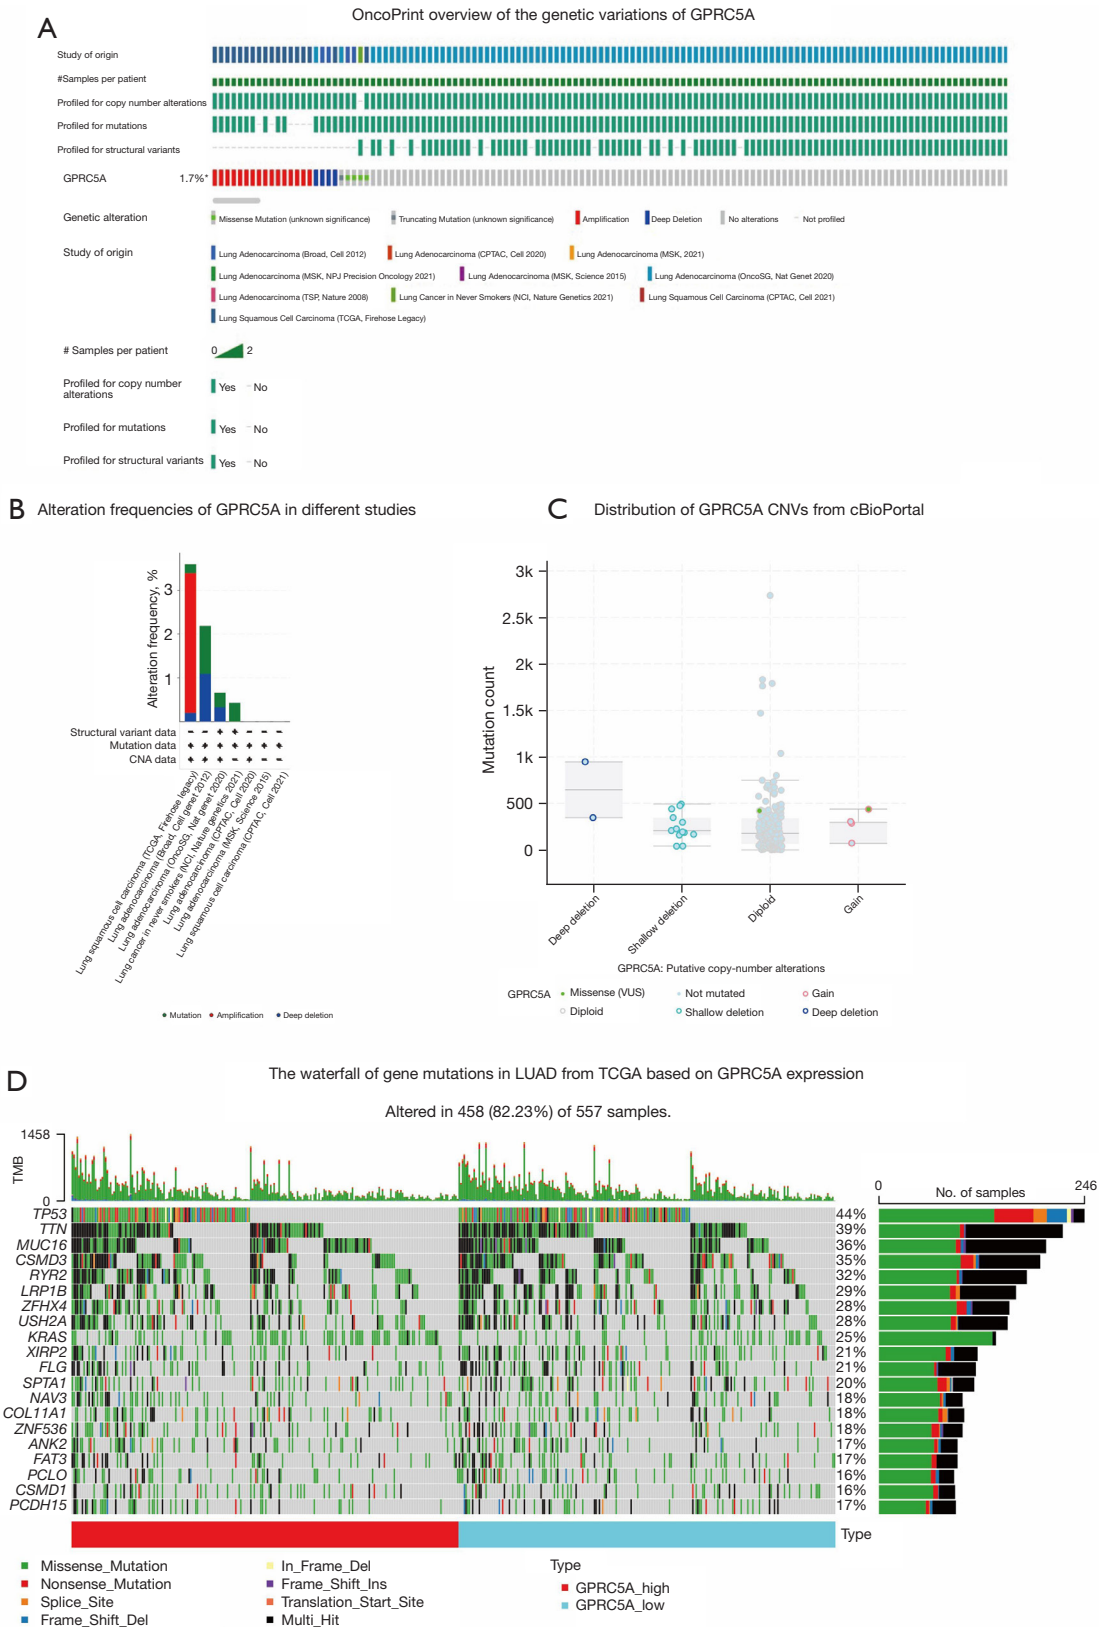 A
OncoPrint overview of the genetic variations of GPRC5A
Study of origin
#Samples per patient
Profiled for copy number alterations
Profiled for mutations
Profiled for structural variants
GPRC5A 1.7%*
Genetic alteration Missense Mutation (unknown significance) Truncating Mutation (unknown significance) Amplification Deep Deletion No alterations Not profiled
Study of origin Lung Adenocarcinoma (Broad, Cell 2012) Lung Adenocarcinoma (CPTAC, Cell 2020) Lung Adenocarcinoma (MSK, 2021)
Lung Adenocarcinoma (MSK, NPJ Precision Oncology 2021) Lung Adenocarcinoma (MSK, Science 2015) Lung Adenocarcinoma (OncoSG, Nat Genet 2020)
Lung Adenocarcinoma (TSP, Nature 2008) Lung Cancer in Never Smokers (NCI, Nature Genetics 2021) Lung Squamous Cell Carcinoma (CPTAC, Cell 2021)
Lung Squamous Cell Carcinoma (TCGA, Firehose Legacy)
# Samples per patient 0 2
Profiled for copy number
alterations
Yes No
Profiled for mutations Yes No
Profiled for structural variants Yes No
B Alteration frequencies of GPRC5A in different studies
Alteration frequency, %
3
2
1
Structural variant data - - + + - - -
Mutation data + + + + + + +
CNA data + + + - + - -
Lung squamous cell carcinoma (TCGA, Firehose legacy)
Lung adenocarcinoma (Broad, Cell genet 2012)
Lung adenocarcinoma (OncoSG, Nat genet 2020)
Lung cancer in never smokers (NCI, Nature genetics 2021)
Lung adenocarcinoma (CPTAC, Cell 2020)
Lung adenocarcinoma (MSK, Science 2015)
Lung squamous cell carcinoma (CPTAC, Cell 2021)
Mutation Amplification Deep deletion
C Distribution of GPRC5A CNVs from cBioPortal
Mutation count
3k
2.5k
2k
1.5k
1k
500
0
Deep deletion
Shallow deletion
Diploid
Gain
GPRC5A: Putative copy-number alterations
GPRC5A Missense (VUS) Not mutated Gain
Diploid Shallow deletion Deep deletion
D
The waterfall of gene mutations in LUAD from TCGA based on GPRC5A expression
Altered in 458 (82.23%) of 557 samples.
TMB
1458
0
0 No. of samples 246
TP53 44%
TTN 39%
MUC16 36%
CSMD3 35%
RYR2 32%
LRP1B 29%
ZFHX4 28%
USH2A 28%
KRAS 25%
XIRP2 21%
FLG 21%
SPTA1 20%
NAV3 18%
COL11A1 18%
ZNF536 18%
ANK2 17%
FAT3 17%
PCLO 16%
CSMD1 16%
PCDH15 17%
Type
Missense_Mutation In_Frame_Del Type
Nonsense_Mutation Frame_Shift_Ins GPRC5A_high
Splice_Site Translation_Start_Site GPRC5A_low
Frame_Shift_Del Multi_Hit